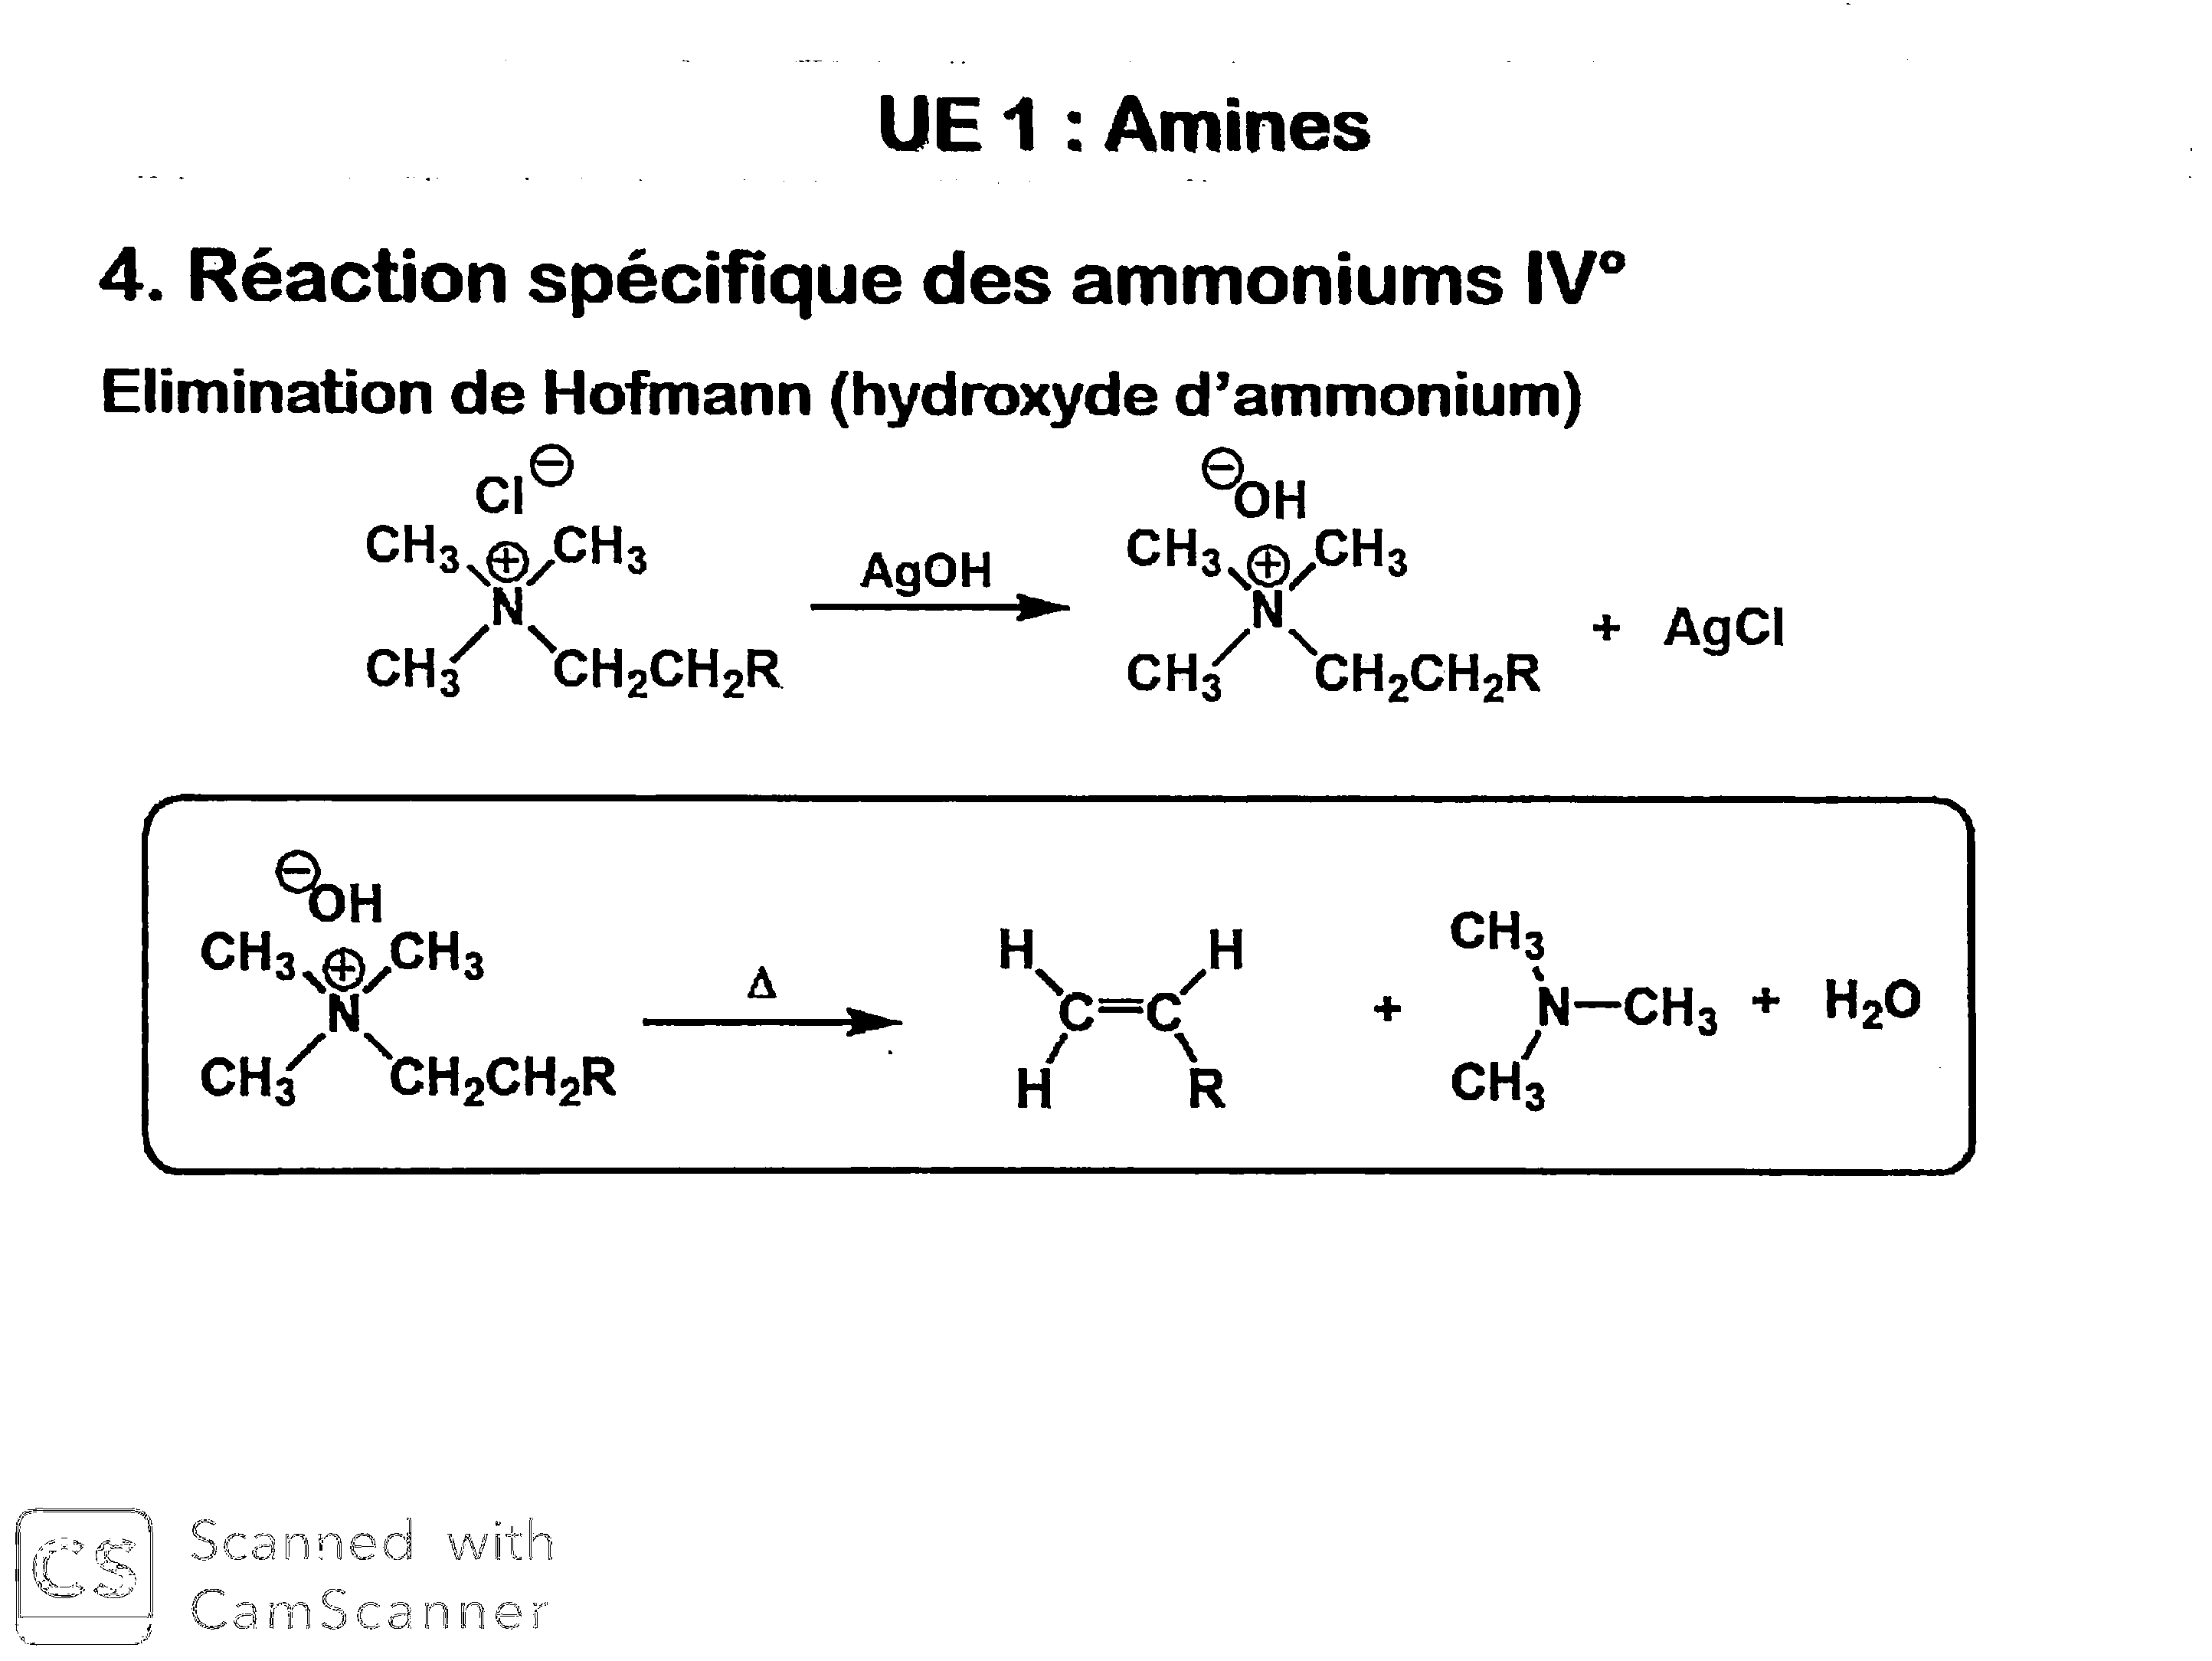 UE 1 : Amines
4. Réaction spécifique des ammoniums IV°
Elimination de Hofmann (hydroxyde d'ammonium)
Cl⊖ ⊖OH
CH3 ⊕ CH3 AgOH CH3 ⊕ CH3
N N + AgCl
CH3 CH2CH2R CH3 CH2CH2R
⊖OH
CH3 ⊕ CH3 Δ H H CH3
N C=C + N—CH3 + H2O
CH3 CH2CH2R H R CH3
CS Scanned with
CamScanner